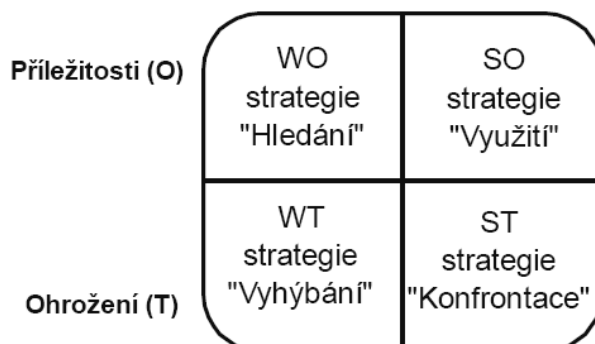 Příležitosti (O)
WO
strategie
"Hledání"
SO
strategie
"Využití"
Ohrožení (T)
WT
strategie
"Vyhýbání"
ST
strategie
"Konfrontace"